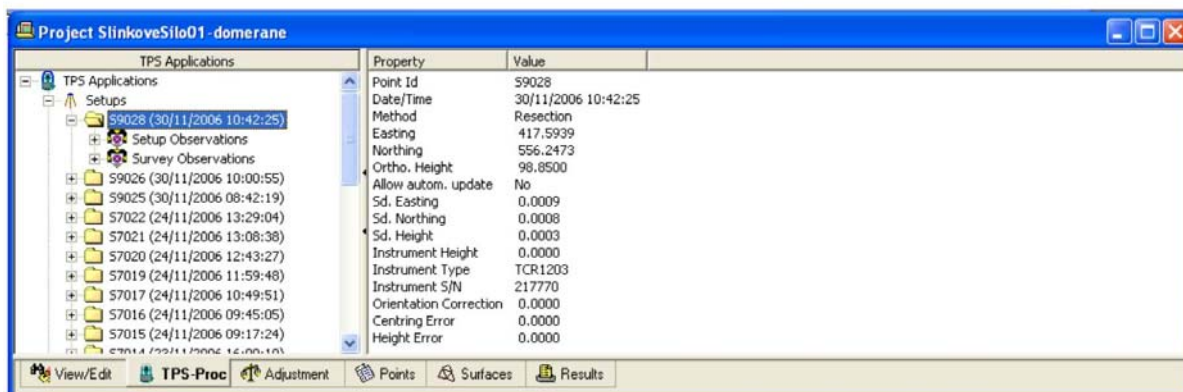 Project SlinkoveSilo01-domerane
TPS Applications
TPS Applications
Setups
S9028 (30/11/2006 10:42:25)
Setup Observations
Survey Observations
S9026 (30/11/2006 10:00:55)
S9025 (30/11/2006 08:42:19)
S7022 (24/11/2006 13:29:04)
S7021 (24/11/2006 13:08:38)
S7020 (24/11/2006 12:43:27)
S7019 (24/11/2006 11:59:48)
S7017 (24/11/2006 10:49:51)
S7016 (24/11/2006 09:45:05)
S7015 (24/11/2006 09:17:24)
S7014 (23/11/2006 16:00:10)
Property Value
Point Id S9028
Date/Time 30/11/2006 10:42:25
Method Resection
Easting 417.5939
Northing 556.2473
Ortho. Height 98.8500
Allow autom. update No
Sd. Easting 0.0009
Sd. Northing 0.0008
Sd. Height 0.0003
Instrument Height 0.0000
Instrument Type TCR1203
Instrument S/N 217770
Orientation Correction 0.0000
Centring Error 0.0000
Height Error 0.0000
View/Edit TPS-Proc Adjustment Points Surfaces Results